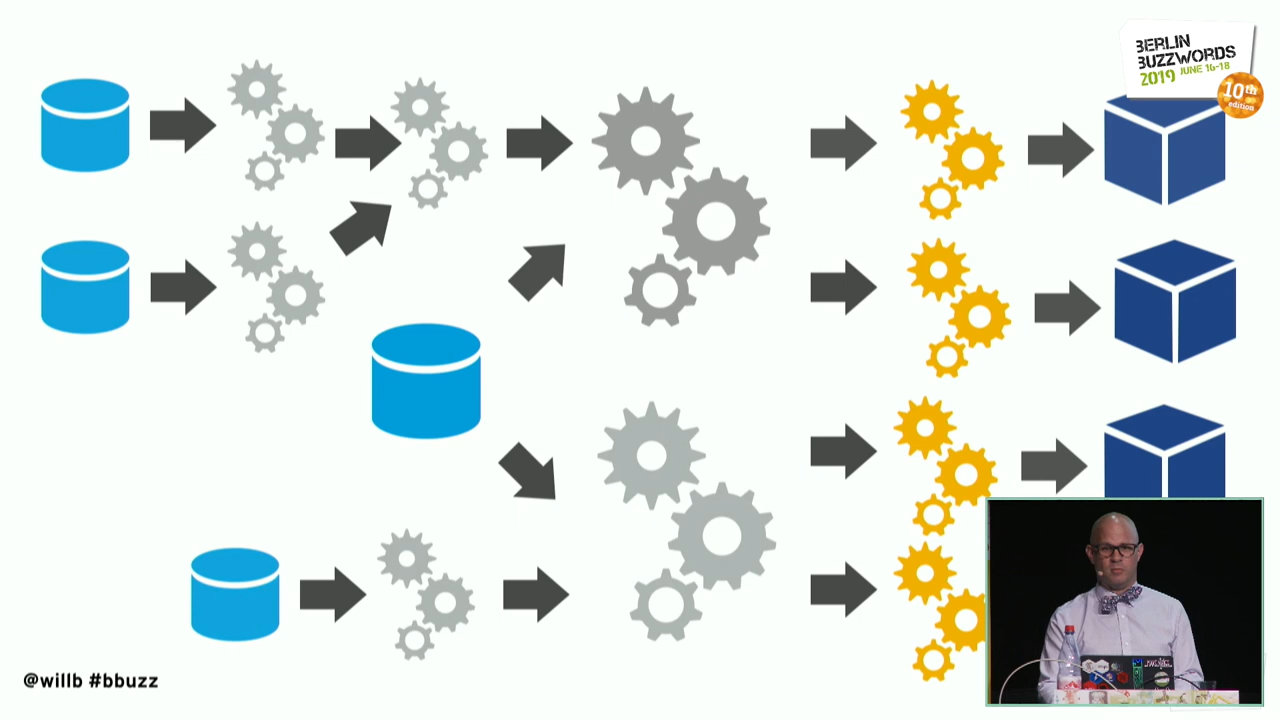 BERLIN
BUZZWORDS
2019 JUNE 16-18
10th
edition
@willb #bbuzz